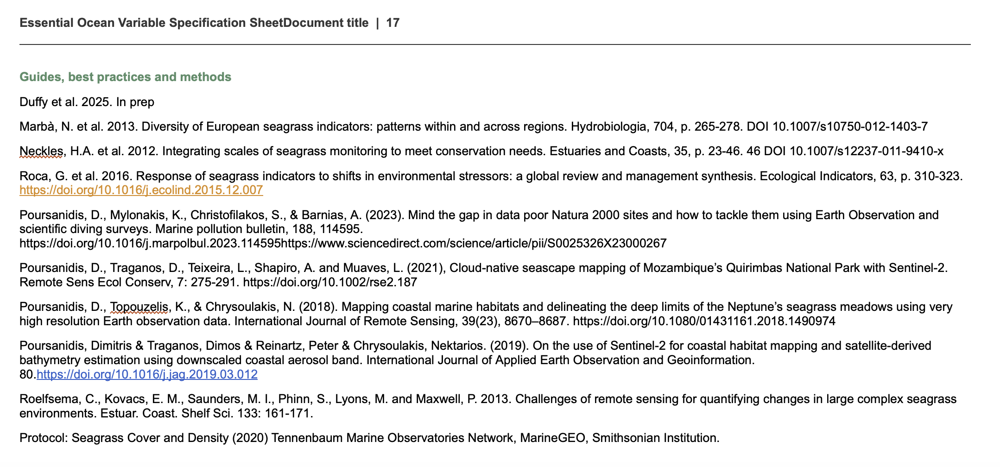 Essential Ocean Variable Specification SheetDocument title | 17
Guides, best practices and methods
Duffy et al. 2025. In prep
Marbà, N. et al. 2013. Diversity of European seagrass indicators: patterns within and across regions. Hydrobiologia, 704, p. 265-278. DOI 10.1007/s10750-012-1403-7
Neckles, H.A. et al. 2012. Integrating scales of seagrass monitoring to meet conservation needs. Estuaries and Coasts, 35, p. 23-46. 46 DOI 10.1007/s12237-011-9410-x
Roca, G. et al. 2016. Response of seagrass indicators to shifts in environmental stressors: a global review and management synthesis. Ecological Indicators, 63, p. 310-323.
https://doi.org/10.1016/j.ecolind.2015.12.007
Poursanidis, D., Mylonakis, K., Christofilakos, S., & Barnias, A. (2023). Mind the gap in data poor Natura 2000 sites and how to tackle them using Earth Observation and
scientific diving surveys. Marine pollution bulletin, 188, 114595.
https://doi.org/10.1016/j.marpolbul.2023.114595https://www.sciencedirect.com/science/article/pii/S0025326X23000267
Poursanidis, D., Traganos, D., Teixeira, L., Shapiro, A. and Muaves, L. (2021), Cloud-native seascape mapping of Mozambique’s Quirimbas National Park with Sentinel-2.
Remote Sens Ecol Conserv, 7: 275-291. https://doi.org/10.1002/rse2.187
Poursanidis, D., Topouzelis, K., & Chrysoulakis, N. (2018). Mapping coastal marine habitats and delineating the deep limits of the Neptune’s seagrass meadows using very
high resolution Earth observation data. International Journal of Remote Sensing, 39(23), 8670–8687. https://doi.org/10.1080/01431161.2018.1490974
Poursanidis, Dimitris & Traganos, Dimos & Reinartz, Peter & Chrysoulakis, Nektarios. (2019). On the use of Sentinel-2 for coastal habitat mapping and satellite-derived
bathymetry estimation using downscaled coastal aerosol band. International Journal of Applied Earth Observation and Geoinformation.
80.https://doi.org/10.1016/j.jag.2019.03.012
Roelfsema, C., Kovacs, E. M., Saunders, M. I., Phinn, S., Lyons, M. and Maxwell, P. 2013. Challenges of remote sensing for quantifying changes in large complex seagrass
environments. Estuar. Coast. Shelf Sci. 133: 161-171.
Protocol: Seagrass Cover and Density (2020) Tennenbaum Marine Observatories Network, MarineGEO, Smithsonian Institution.